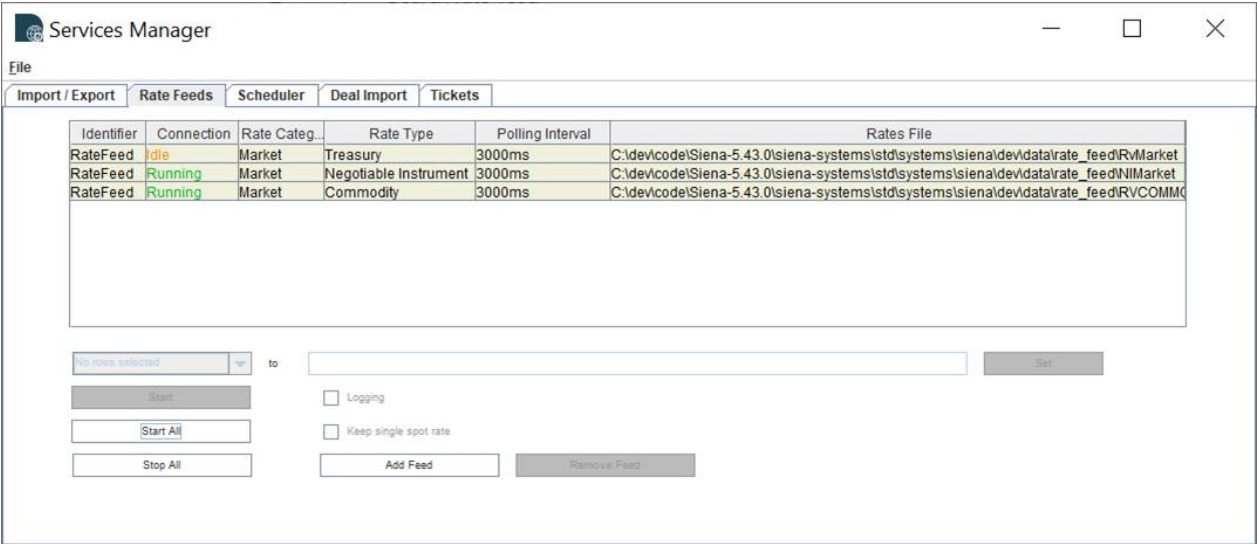 Services Manager
File
Import / Export Rate Feeds Scheduler Deal Import Tickets
Identifier Connection Rate Categ... Rate Type Polling Interval Rates File
RateFeed Idle Market Treasury 3000ms C:\dev\code\Siena-5.43.0\siena-systems\std\systems\siena\dev\data\rate_feed\RvMarket
RateFeed Running Market Negotiable Instrument 3000ms C:\dev\code\Siena-5.43.0\siena-systems\std\systems\siena\dev\data\rate_feed\NIMarket
RateFeed Running Market Commodity 3000ms C:\dev\code\Siena-5.43.0\siena-systems\std\systems\siena\dev\data\rate_feed\RVCOMMO
No rows selected to Set
Start Logging
Start All Keep single spot rate
Stop All Add Feed Remove Feed